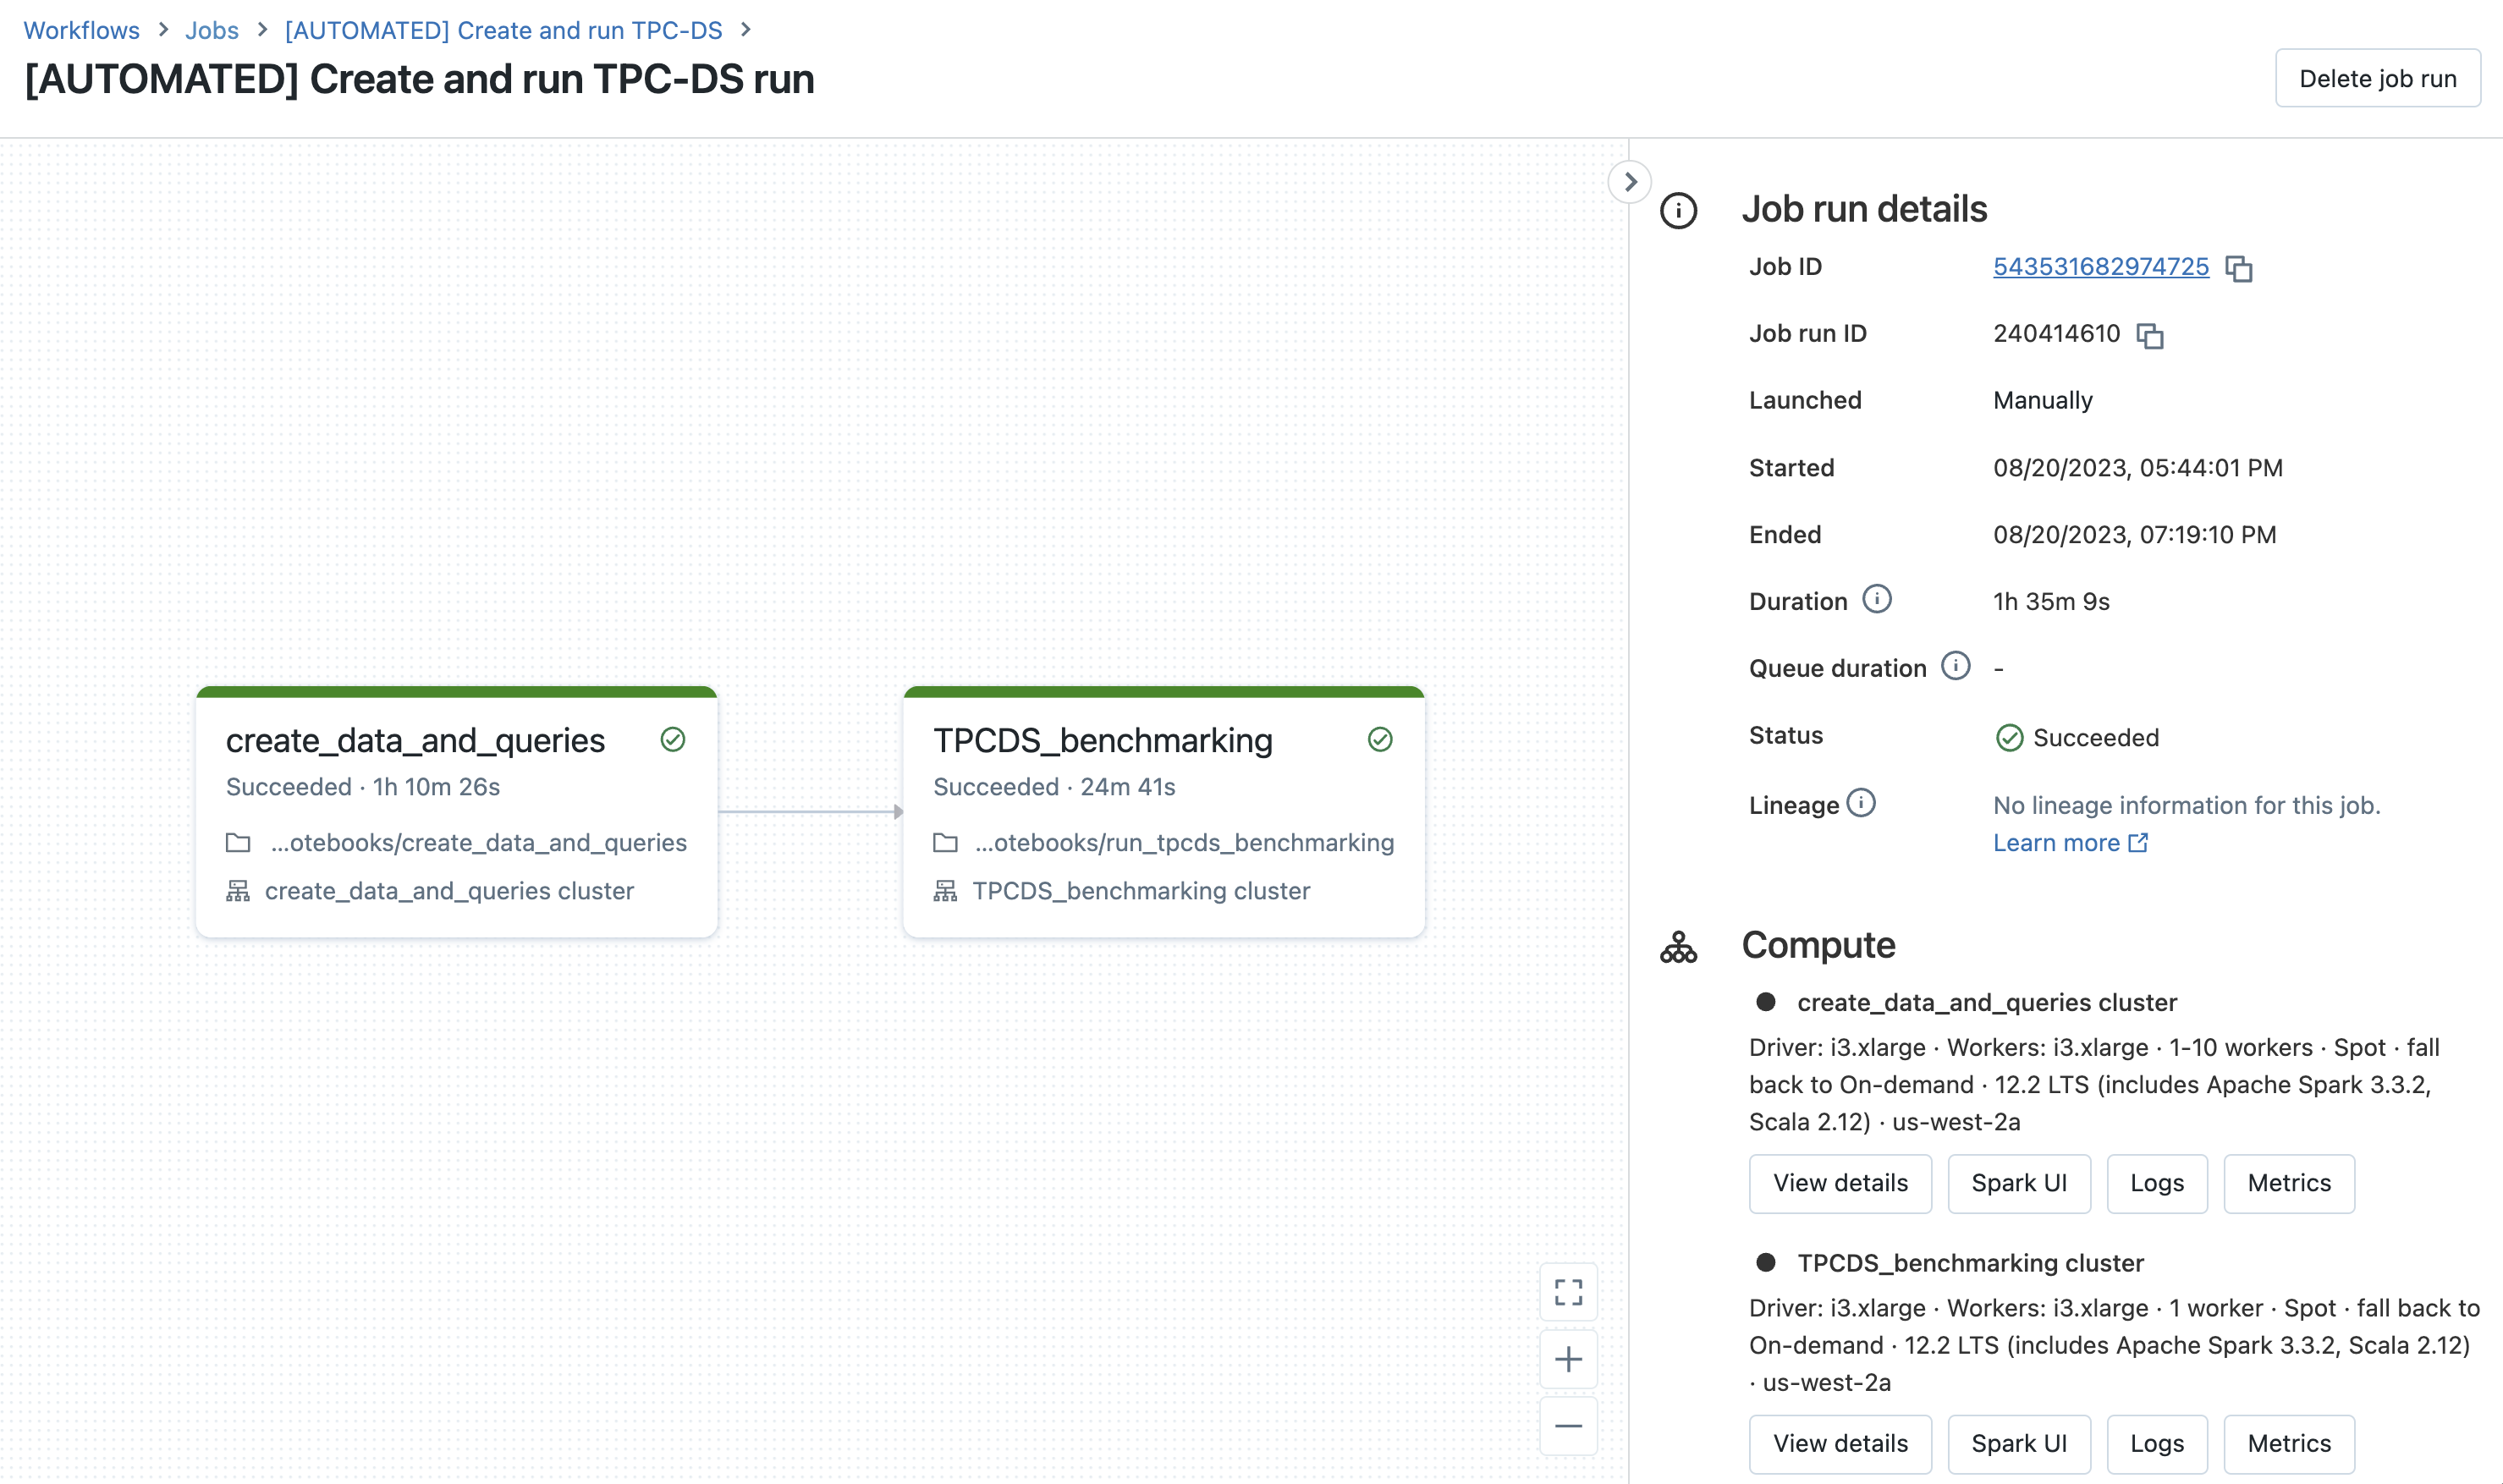 Workflows > Jobs > [AUTOMATED] Create and run TPC-DS >
[AUTOMATED] Create and run TPC-DS run
Delete job run
create_data_and_queries
Succeeded · 1h 10m 26s
...otebooks/create_data_and_queries
create_data_and_queries cluster
TPCDS_benchmarking
Succeeded · 24m 41s
...otebooks/run_tpcds_benchmarking
TPCDS_benchmarking cluster
Job run details
Job ID 543531682974725
Job run ID 240414610
Launched Manually
Started 08/20/2023, 05:44:01 PM
Ended 08/20/2023, 07:19:10 PM
Duration 1h 35m 9s
Queue duration -
Status Succeeded
Lineage No lineage information for this job.
Learn more
Compute
create_data_and_queries cluster
Driver: i3.xlarge · Workers: i3.xlarge · 1-10 workers · Spot · fall
back to On-demand · 12.2 LTS (includes Apache Spark 3.3.2,
Scala 2.12) · us-west-2a
View details Spark UI Logs Metrics
TPCDS_benchmarking cluster
Driver: i3.xlarge · Workers: i3.xlarge · 1 worker · Spot · fall back to
On-demand · 12.2 LTS (includes Apache Spark 3.3.2, Scala 2.12)
· us-west-2a
View details Spark UI Logs Metrics